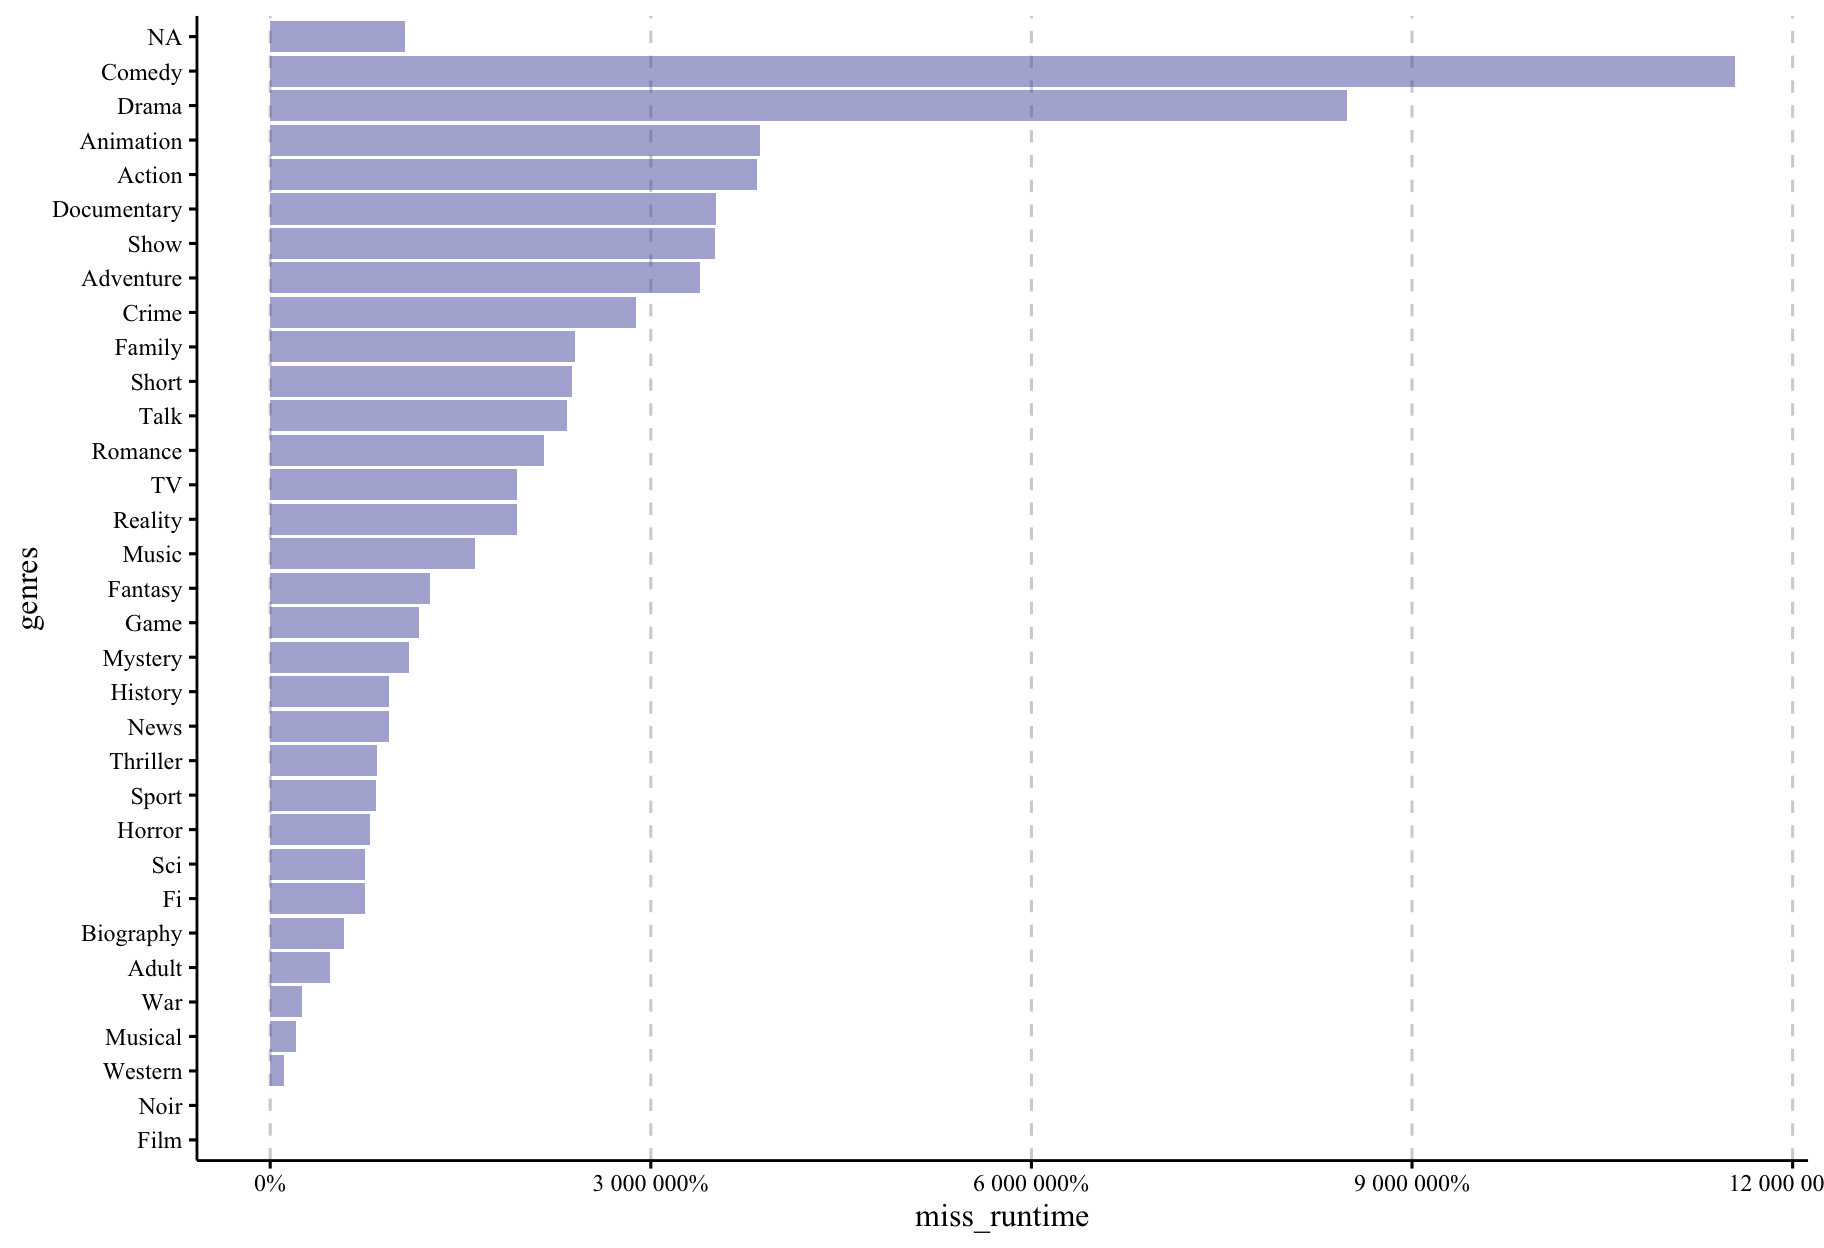 NA
Comedy
Drama
Animation
Action
Documentary
Show
Adventure
Crime
Family
Short
Talk
Romance
TV
Reality
Music
Fantasy
Game
Mystery
History
News
Thriller
Sport
Horror
Sci
Fi
Biography
Adult
War
Musical
Western
Noir
Film
genres
0% 3 000 000% 6 000 000% 9 000 000% 12 000 00
miss_runtime